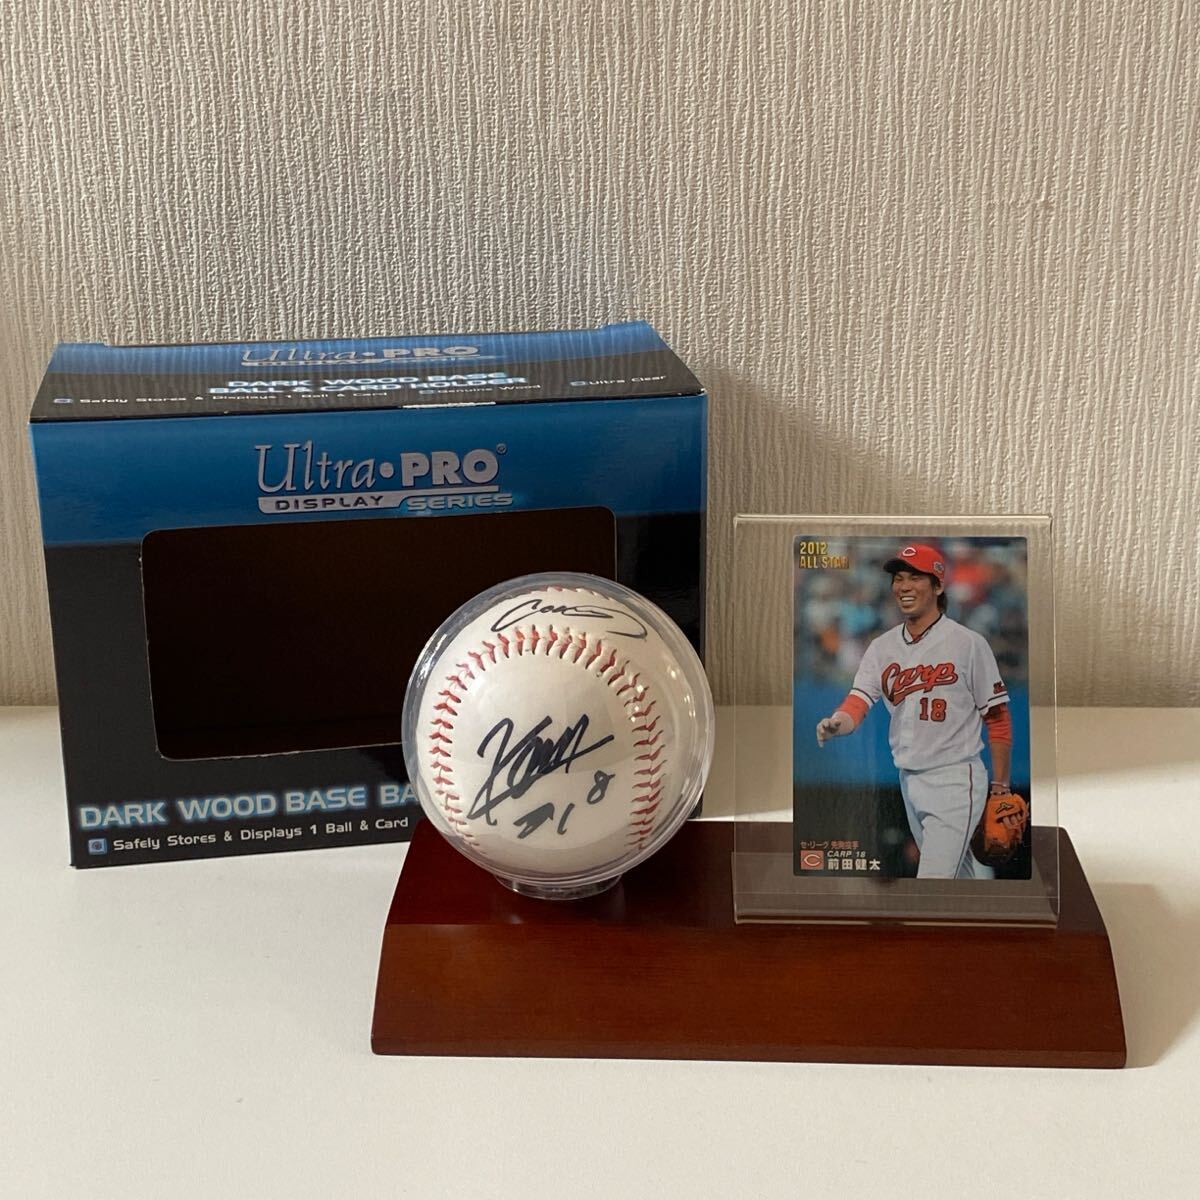 Ultra•PRO
DARK WOOD BASE
BALL & CARD HOLDER
Safely Stores & Displays 1 Ball & Card Genuine Wood Ultra Clear
Ultra•PRO®
DISPLAY SERIES
DARK WOOD BASE BA
Safely Stores & Displays 1 Ball & Card
18
2012
ALL STAR
C
Carp
18
セ・リーグ 先発投手
CARP 18
C 前田健太